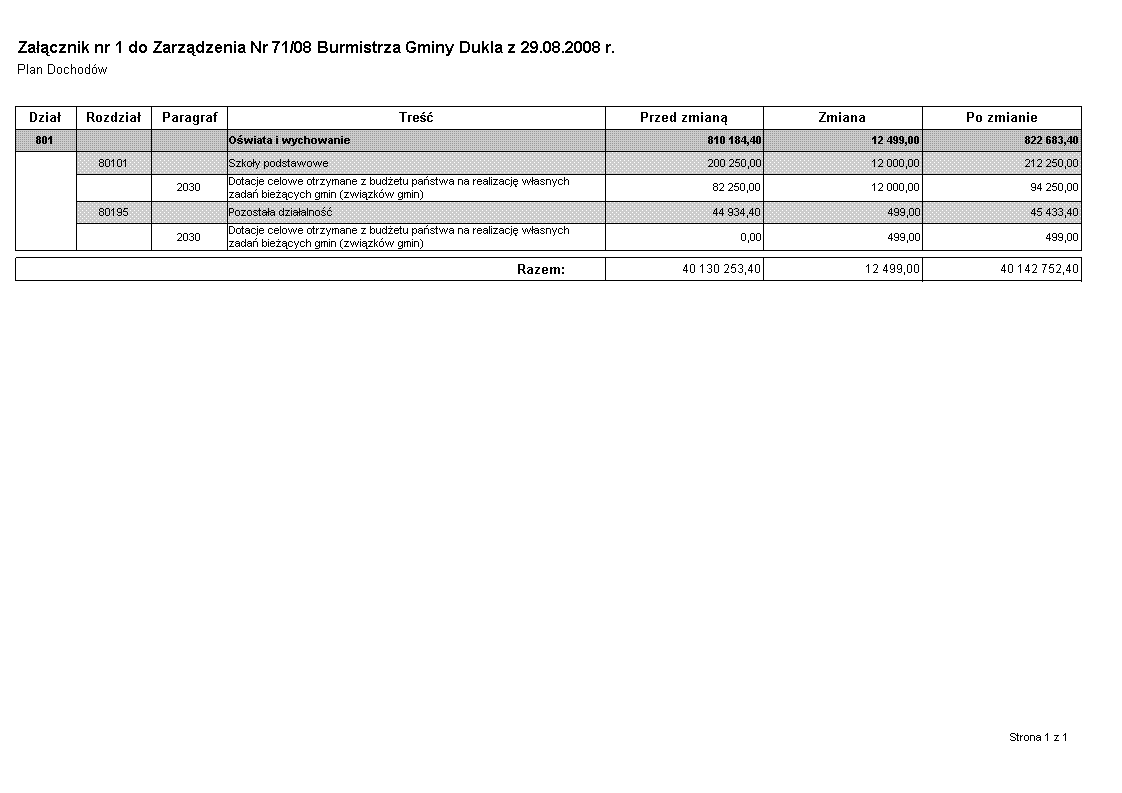 Załącznik nr 1 do Zarządzenia Nr 71/08 Burmistrza Gminy Dukla z 29.08.2008 r.
Plan Dochodów
Dział Rozdział Paragraf Treść Przed zmianą Zmiana Po zmianie
801 Oświata i wychowanie 810 184,40 12 499,00 822 683,40
80101 Szkoły podstawowe 200 250,00 12 000,00 212 250,00
2030 Dotacje celowe otrzymane z budżetu państwa na realizację własnych
zadań bieżących gmin (związków gmin) 82 250,00 12 000,00 94 250,00
80195 Pozostała działalność 44 934,40 499,00 45 433,40
2030 Dotacje celowe otrzymane z budżetu państwa na realizację własnych
zadań bieżących gmin (związków gmin) 0,00 499,00 499,00
Razem: 40 130 253,40 12 499,00 40 142 752,40
Strona 1 z 1